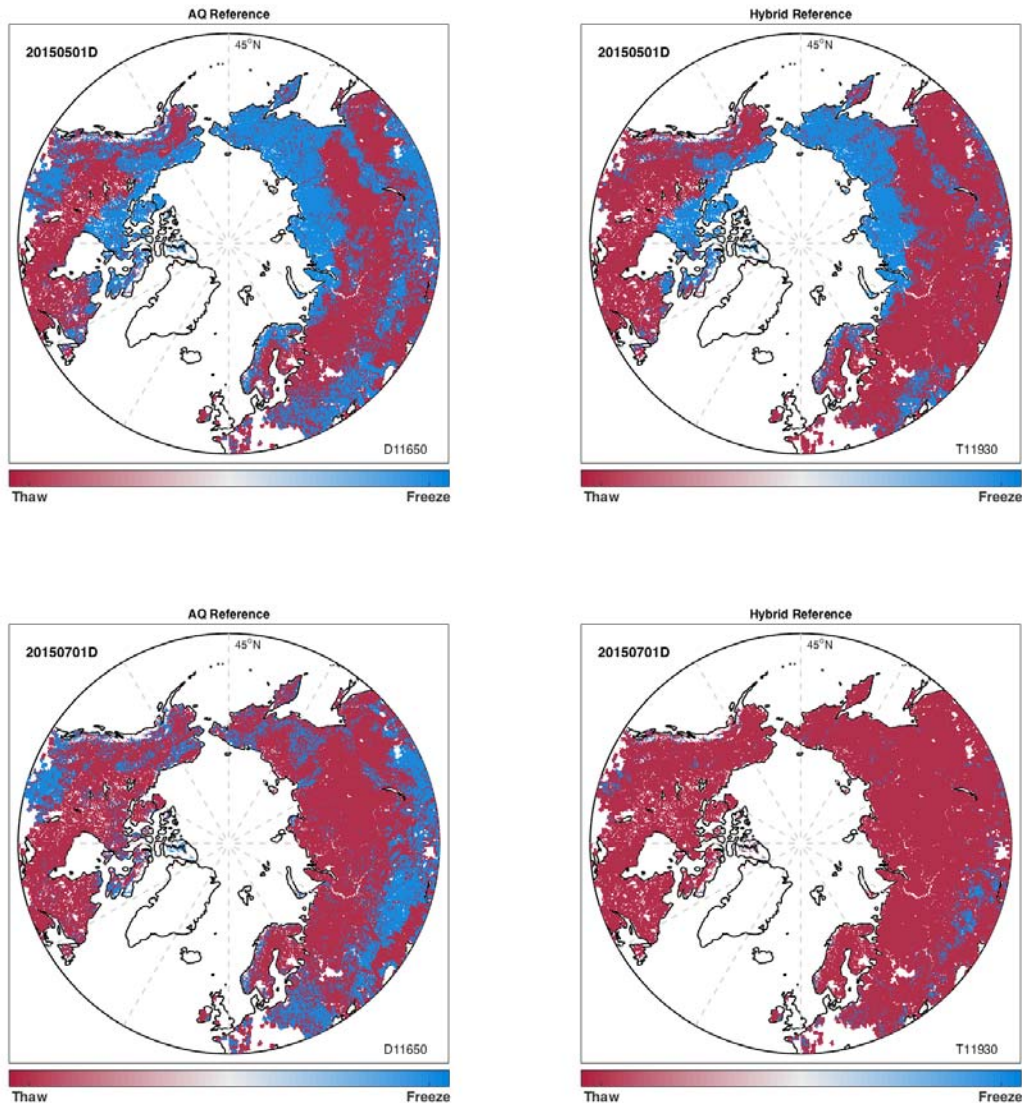 AQ Reference
20150501D
45°N
D11650
Thaw
Freeze
Hybrid Reference
20150501D
45°N
T11930
Thaw
Freeze
AQ Reference
20150701D
45°N
D11650
Thaw
Freeze
Hybrid Reference
20150701D
45°N
T11930
Thaw
Freeze